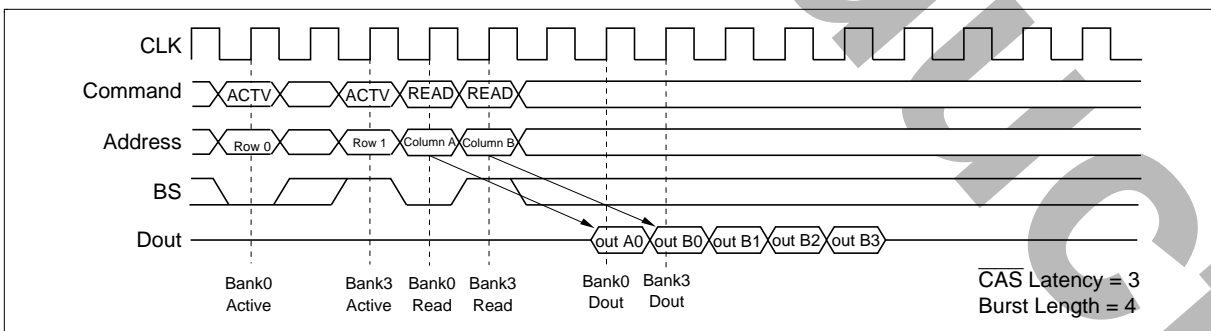 CLK
Command ACTV ACTV READ READ
Address Row 0 Row 1 Column A Column B
BS
Dout out A0 out B0 out B1 out B2 out B3
Bank0 Active
Bank3 Active
Bank0 Read
Bank3 Read
Bank0 Dout
Bank3 Dout
CAS Latency = 3
Burst Length = 4